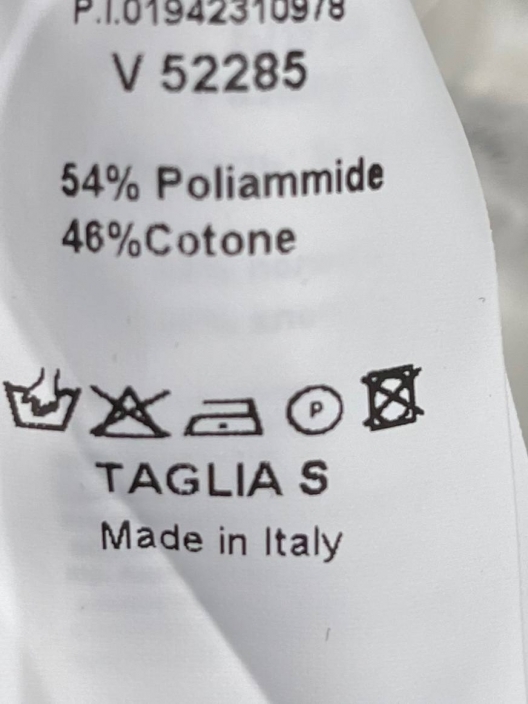 P.I.01942310978
V 52285
54% Poliammide
46%Cotone
P
TAGLIA S
Made in Italy